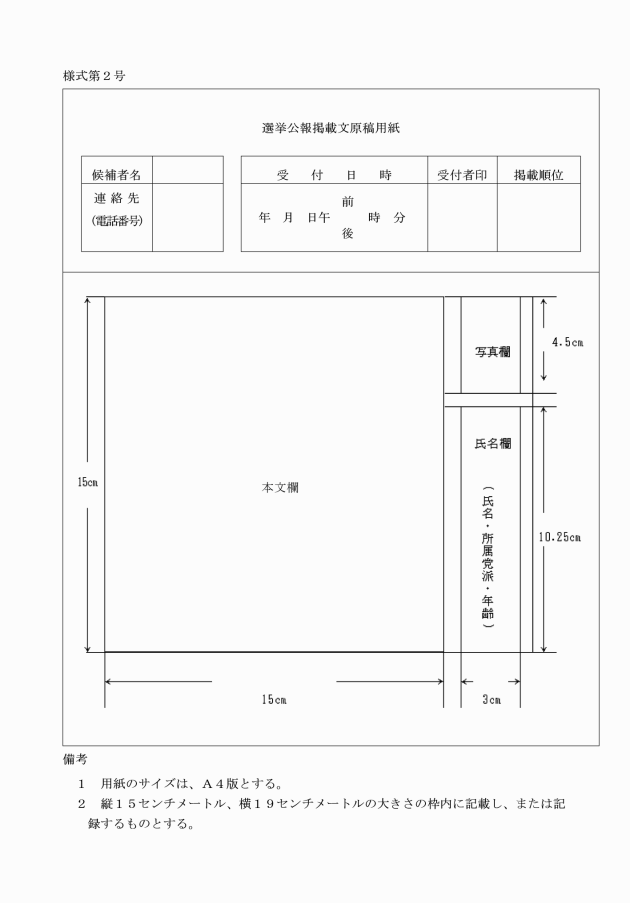 様式第２号
選挙公報掲載文原稿用紙
候補者名
連絡先
(電話番号)
受付日時
受付者印
掲載順位
前
年　月　日午　　時　分
後
写真欄
4.5cm
氏名欄
（氏名・所属党派・年齢）
本文欄
15cm
10.25cm
15cm
3cm
備考
１　用紙のサイズは、Ａ４版とする。
２　縦１５センチメートル、横１９センチメートルの大きさの枠内に記載し、または記
録するものとする。